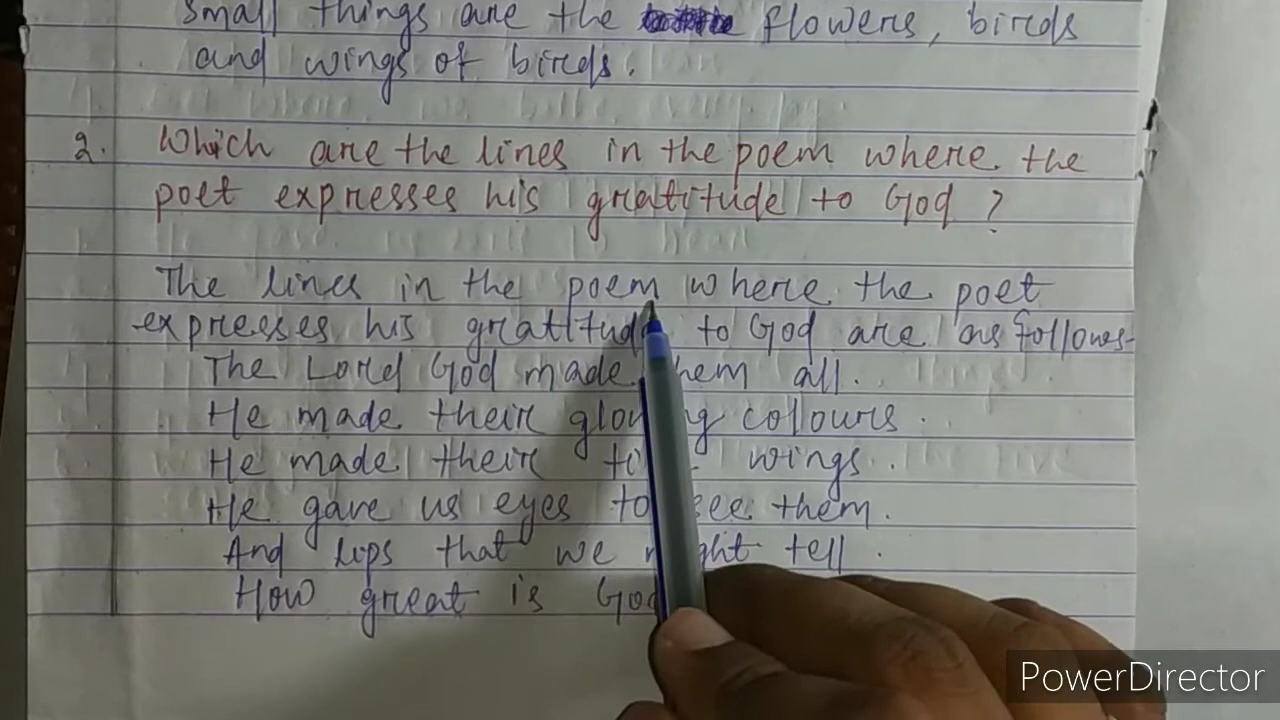 Small things are the flowers, birds
and wings of birds.
2. Which are the lines in the poem where the
poet expresses his gratitude to God ?
The lines in the poem where the poet
expresses his gratitude to God are as follows-
The Lord God made them all.
He made their glowing colours.
He made their wings.
He gave us eyes to see them.
And lips that we might tell.
How great is God
PowerDirector